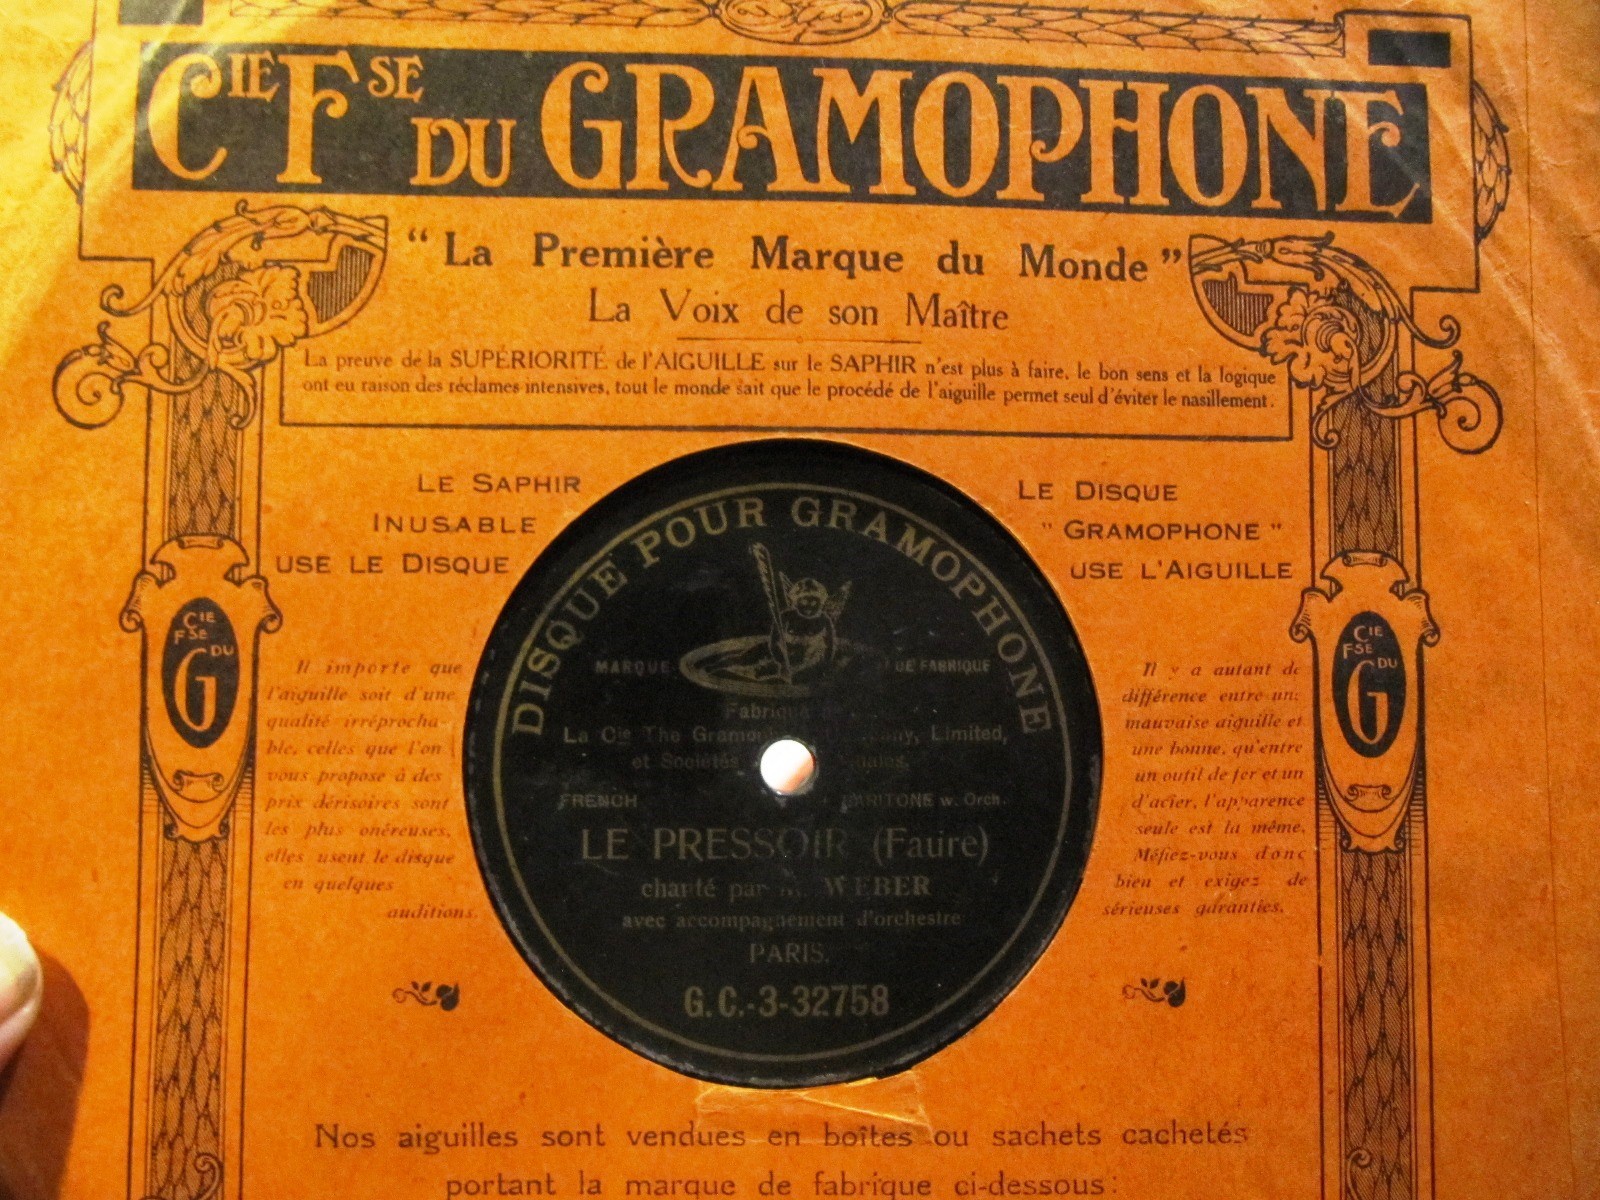 CIE FSE DU GRAMOPHONE
“La Première Marque du Monde”
La Voix de son Maître
La preuve de la SUPÉRIORITÉ de l'AIGUILLE sur le SAPHIR n'est plus à faire, le bon sens et la logique
ont eu raison des réclames intensives, tout le monde sait que le procédé de l'aiguille permet seul d'éviter le nasillement.
LE SAPHIR
INUSABLE
USE LE DISQUE
LE DISQUE
"GRAMOPHONE"
USE L'AIGUILLE
CIE
FSE DU
G
Il importe que
l'aiguille soit d'une
qualité irréprocha-
ble, celles que l'on
vous propose à des
prix dérisoires sont
les plus onéreuses,
elles usent le disque
en quelques
auditions.
DISQUE POUR GRAMOPHONE
MARQUE DE FABRIQUE
Fabriqué
La Cie The Limited,
et Sociétés
FRENCH BARITONE w. Orch.
LE PRESSOIR (Faure)
chanté par M. WEBER
avec accompagnement d'orchestre
PARIS.
G.C.-3-32758
CIE
FSE DU
G
Il y a autant de
différence entre une
mauvaise aiguille et
une bonne, qu'entre
un outil de fer et un
d'acier, l'apparence
seule est la même.
Méfiez-vous donc
bien et exigez de
sérieuses garanties.
Nos aiguilles sont vendues en boîtes ou sachets cachetés
portant la marque de fabrique ci-dessous: